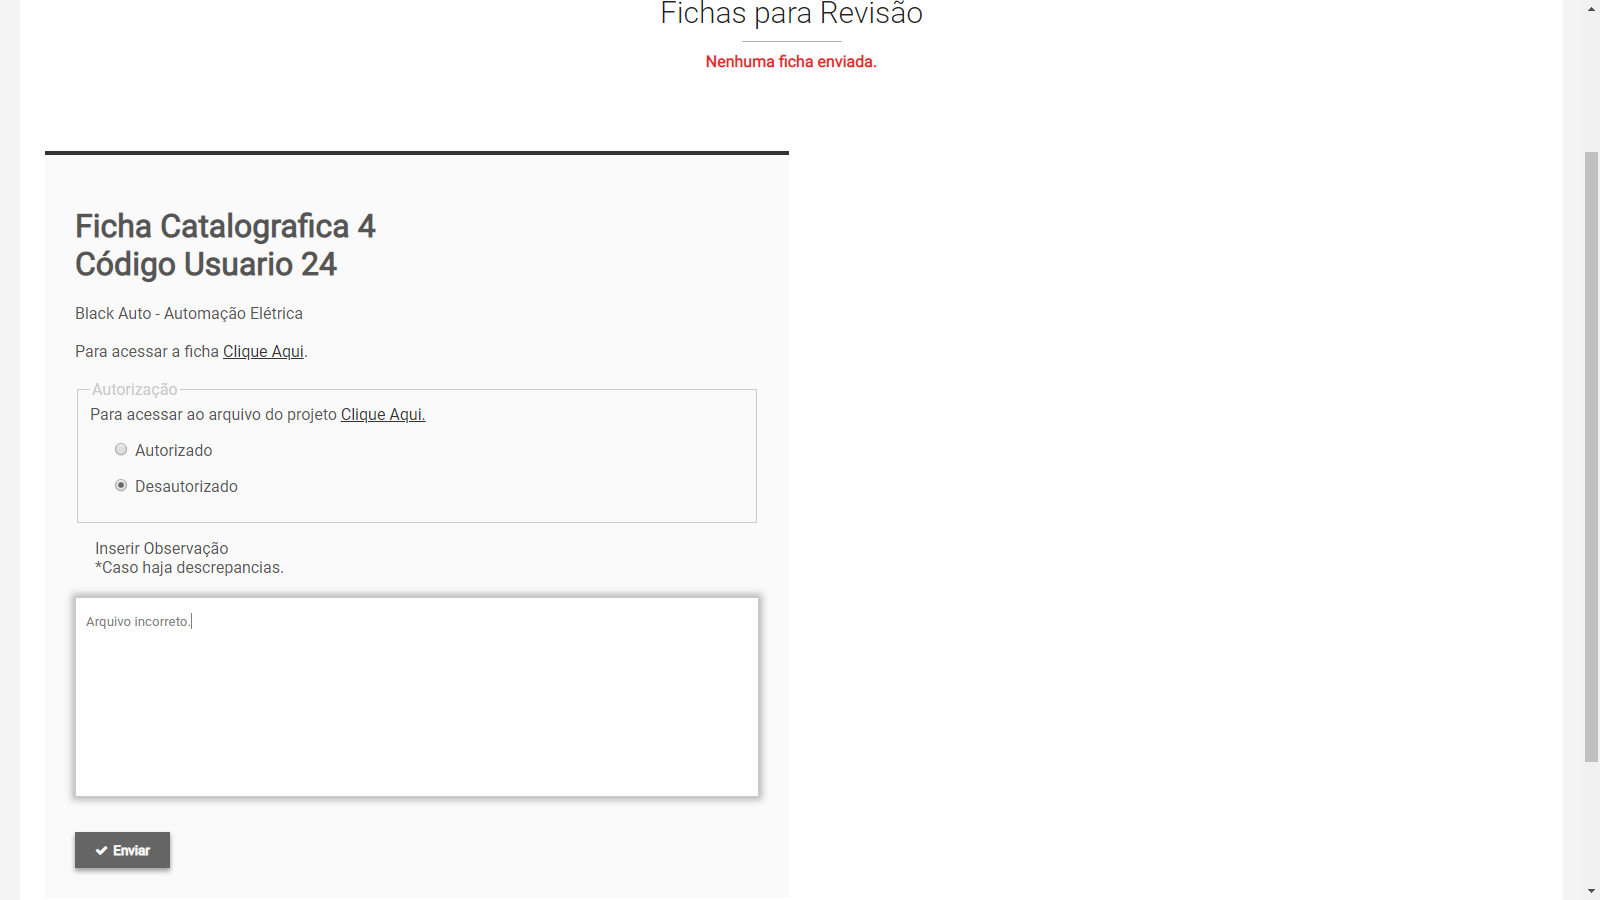 Fichas para Revisão
Nenhuma ficha enviada.
Ficha Catalografica 4
Código Usuario 24
Black Auto - Automação Elétrica
Para acessar a ficha Clique Aqui.
Autorização
Para acessar ao arquivo do projeto Clique Aqui.
Autorizado
Desautorizado
Inserir Observação
*Caso haja descrepancias.
Arquivo incorreto.
Enviar